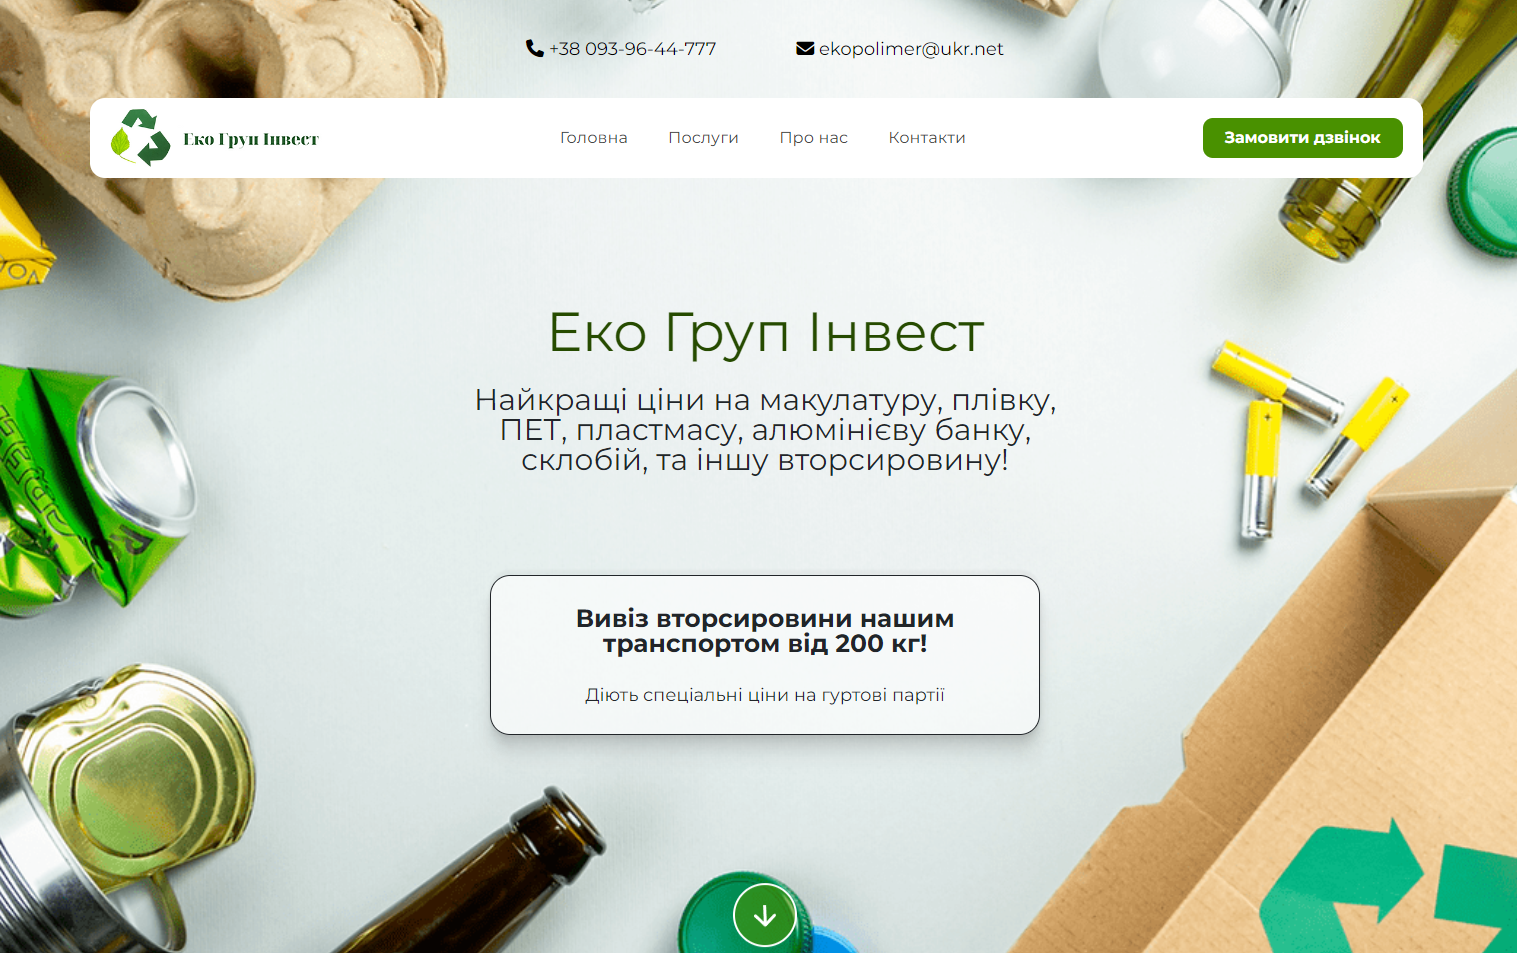 +38 093-96-44-777
ekopolimer@ukr.net
Еко Груп Інвест
Головна
Послуги
Про нас
Контакти
Замовити дзвінок
Еко Груп Інвест
Найкращі ціни на макулатуру, плівку,
ПЕТ, пластмасу, алюмінієву банку,
склобій, та іншу вторсировину!
Вивіз вторсировини нашим
транспортом від 200 кг!
Діють спеціальні ціни на гуртові партії